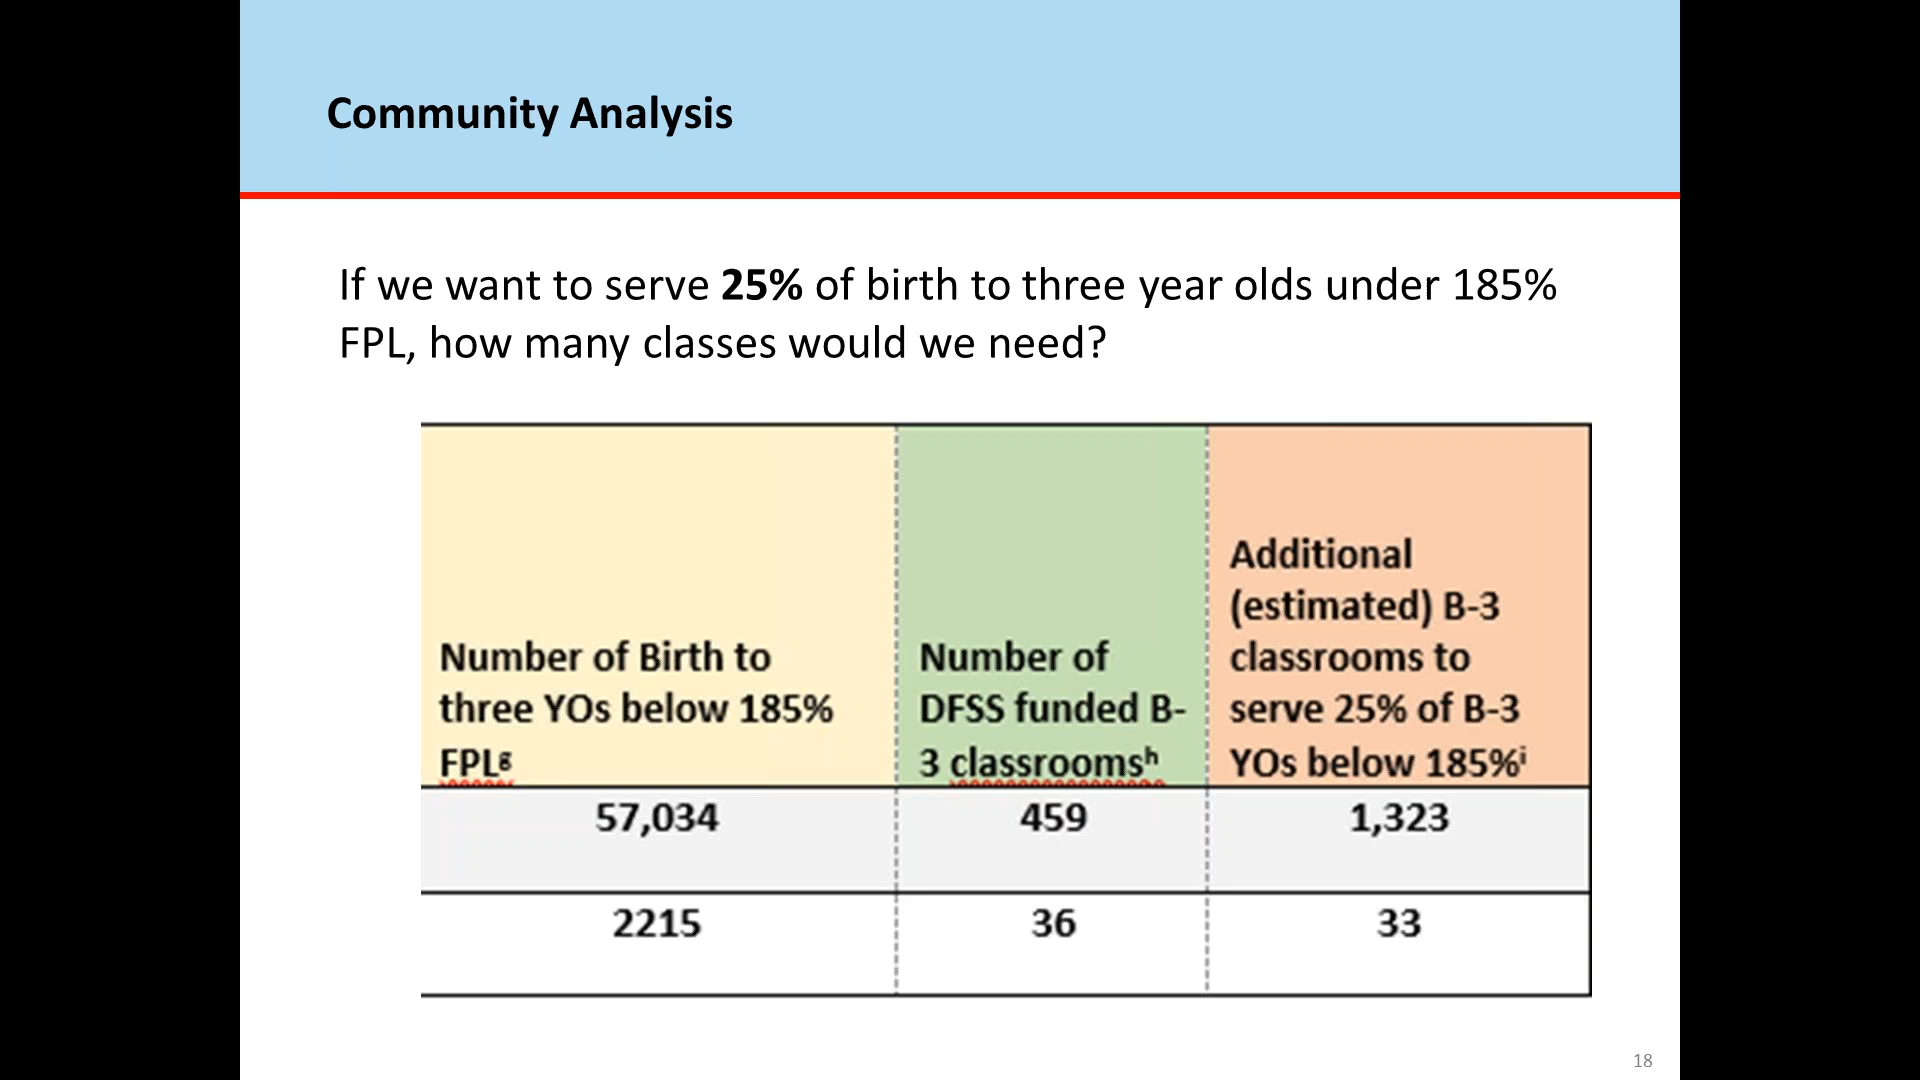 Community Analysis
If we want to serve 25% of birth to three year olds under 185%
FPL, how many classes would we need?
Number of Birth to
three YOs below 185%
FPLᵍ
Number of
DFSS funded B-
3 classroomsʰ
Additional
(estimated) B-3
classrooms to
serve 25% of B-3
YOs below 185%ⁱ
57,034 459 1,323
2215 36 33
18